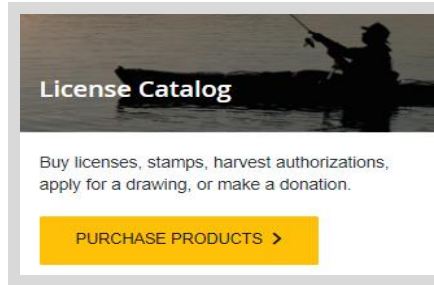 License Catalog
Buy licenses, stamps, harvest authorizations,
apply for a drawing, or make a donation.
PURCHASE PRODUCTS >